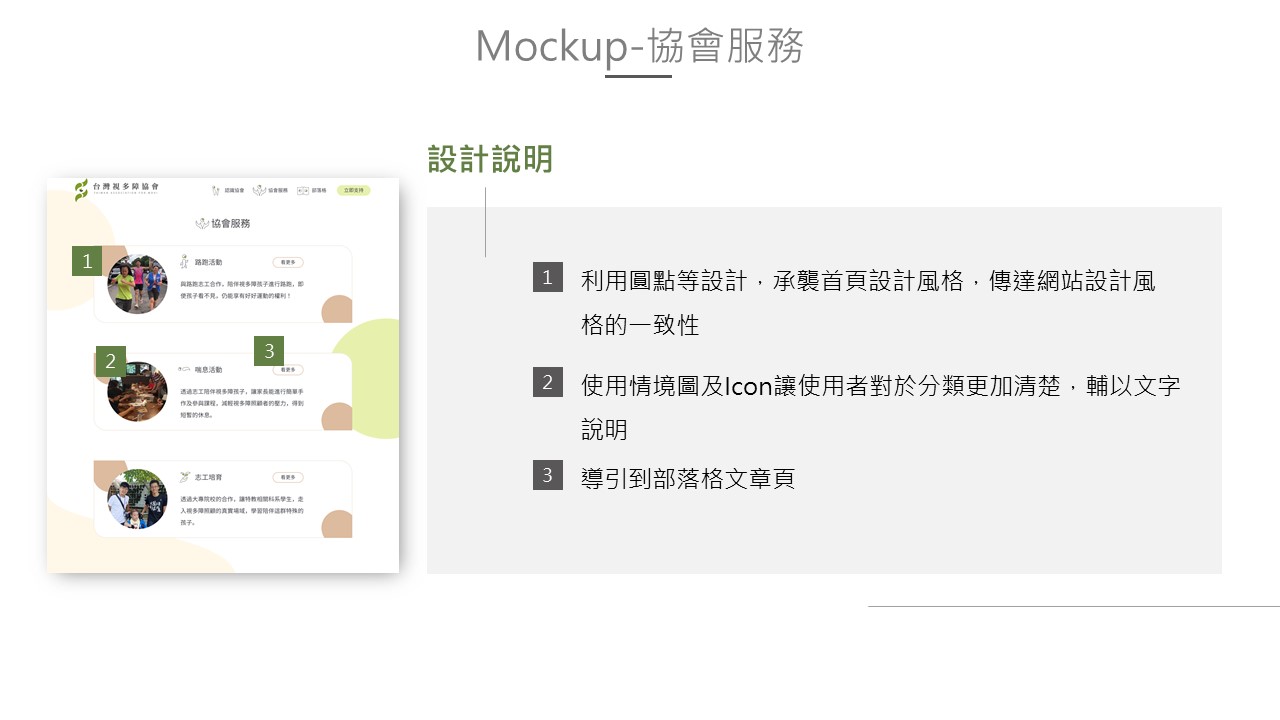 Mockup-協會服務
設計說明
台灣視多障協會
認識協會
協會服務
部落格
立即支持
協會服務
1
路跑活動
看更多
與路跑志工合作，陪伴視多障孩子進行路跑，即
使孩子看不見，仍能享有好好運動的權利！
2
3
喘息活動
看更多
透過志工陪伴視多障孩子，讓家長能進行簡單手
作及參與課程，減輕視多障照顧者的壓力，得到
短暫的休息。
志工培育
看更多
透過大專院校的合作，讓特教相關科系學生，走
入視多障照顧的真實場域，學習陪伴這群特殊的
孩子。
1
利用圓點等設計，承襲首頁設計風格，傳達網站設計風
格的一致性
2
使用情境圖及Icon讓使用者對於分類更加清楚，輔以文字
說明
3
導引到部落格文章頁